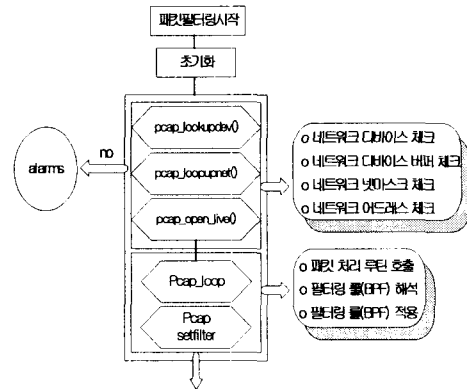 패킷필터링시작
초기화
pcap_lookupdev()
no
alarms
pcap_loopupnet()
pcap_open_live()
o 네트워크 디바이스 체크
o 네트워크 디바이스 버퍼 체크
o 네트워크 넷마스크 체크
o 네트워크 어드레스 체크
Pcap_loop
Pcap
setfilter
o 패킷 처리 루틴 호출
o 필터링 룰(BPF) 해석
o 필터링 룰(BPF) 적용